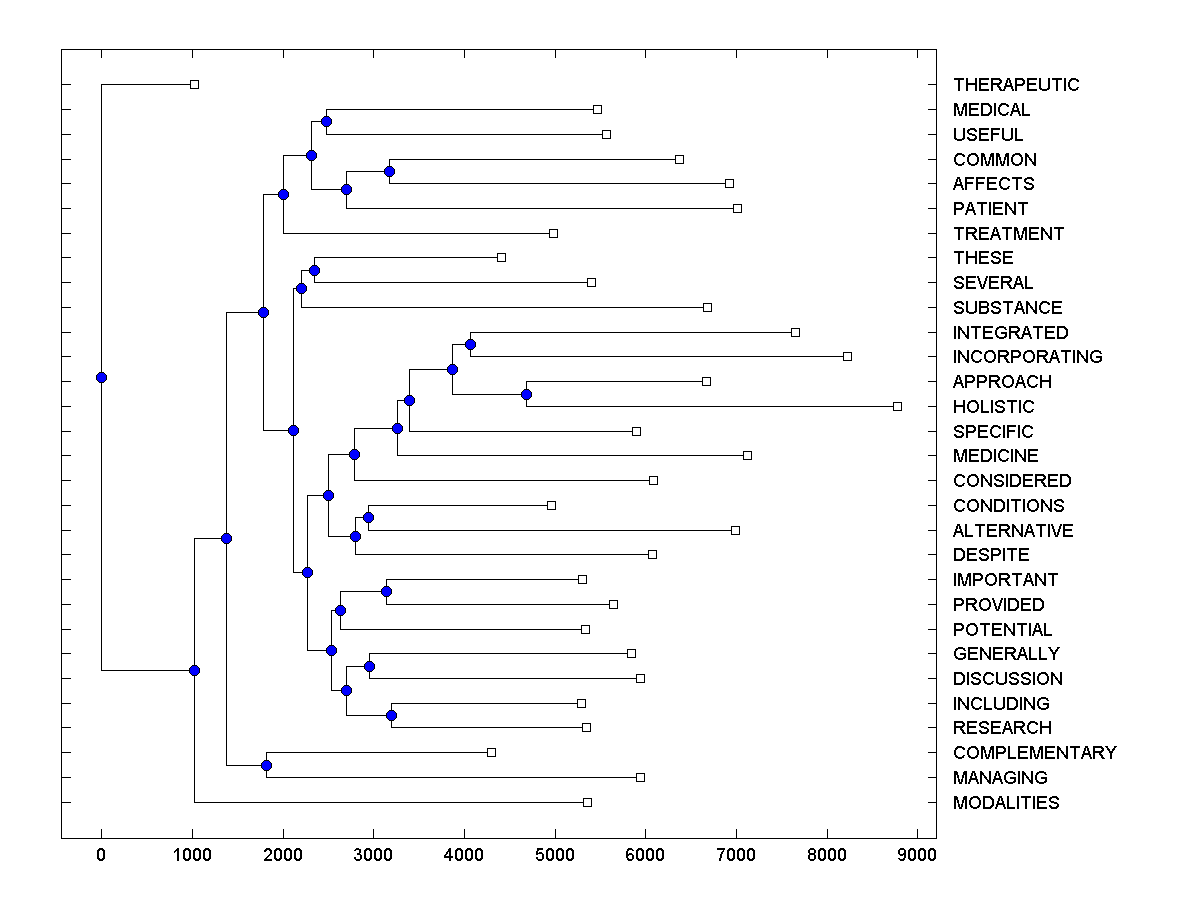 THERAPEUTIC
MEDICAL
USEFUL
COMMON
AFFECTS
PATIENT
TREATMENT
THESE
SEVERAL
SUBSTANCE
INTEGRATED
INCORPORATING
APPROACH
HOLISTIC
SPECIFIC
MEDICINE
CONSIDERED
CONDITIONS
ALTERNATIVE
DESPITE
IMPORTANT
PROVIDED
POTENTIAL
GENERALLY
DISCUSSION
INCLUDING
RESEARCH
COMPLEMENTARY
MANAGING
MODALITIES
0 1000 2000 3000 4000 5000 6000 7000 8000 9000